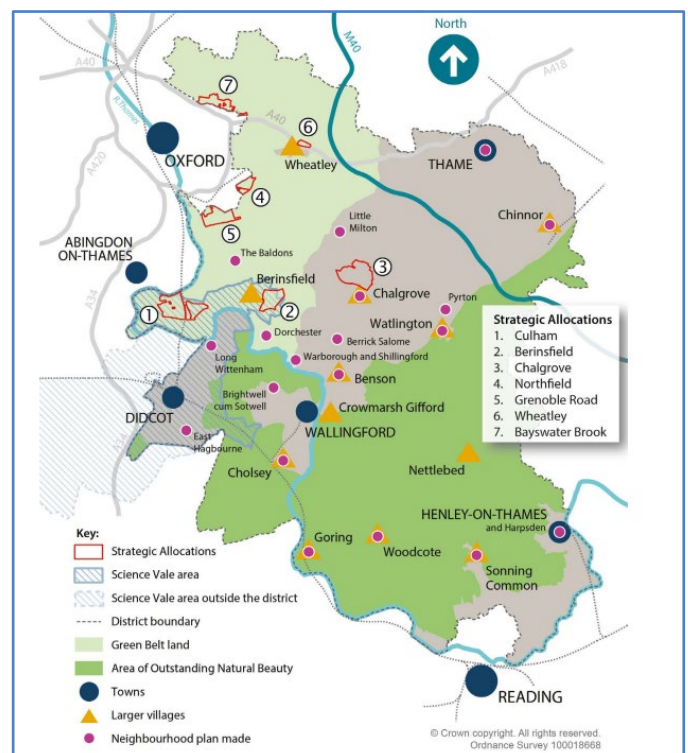 North
M40
A40
A418
R.Thames
⑦
A40
⑥
OXFORD
Wheatley
THAME
A420
④
⑤
Little
Milton
Chinnor
ABINGDON
ON-THAMES
The Baldons
③
Berinsfield
Chalgrove
Pyrton
A34
①
②
Watlington
Dorchester
Berrick Salome
Long
Wittenham
Warborough and Shillingford
Benson
Brightwell
cum Sotwell
Crowmarsh Gifford
DIDCOT
WALLINGFORD
A34
East
Hagbourne
Cholsey
Nettlebed
Strategic Allocations
1. Culham
2. Berinsfield
3. Chalgrove
4. Northfield
5. Grenoble Road
6. Wheatley
7. Bayswater Brook
HENLEY-ON-THAMES
and Harpsden
Goring
Woodcote
Sonning
Common
READING
Key:
Strategic Allocations
Science Vale area
Science Vale area outside the district
District boundary
Green Belt land
Area of Outstanding Natural Beauty
Towns
Larger villages
Neighbourhood plan made
© Crown copyright. All rights reserved.
Ordnance Survey 100018668